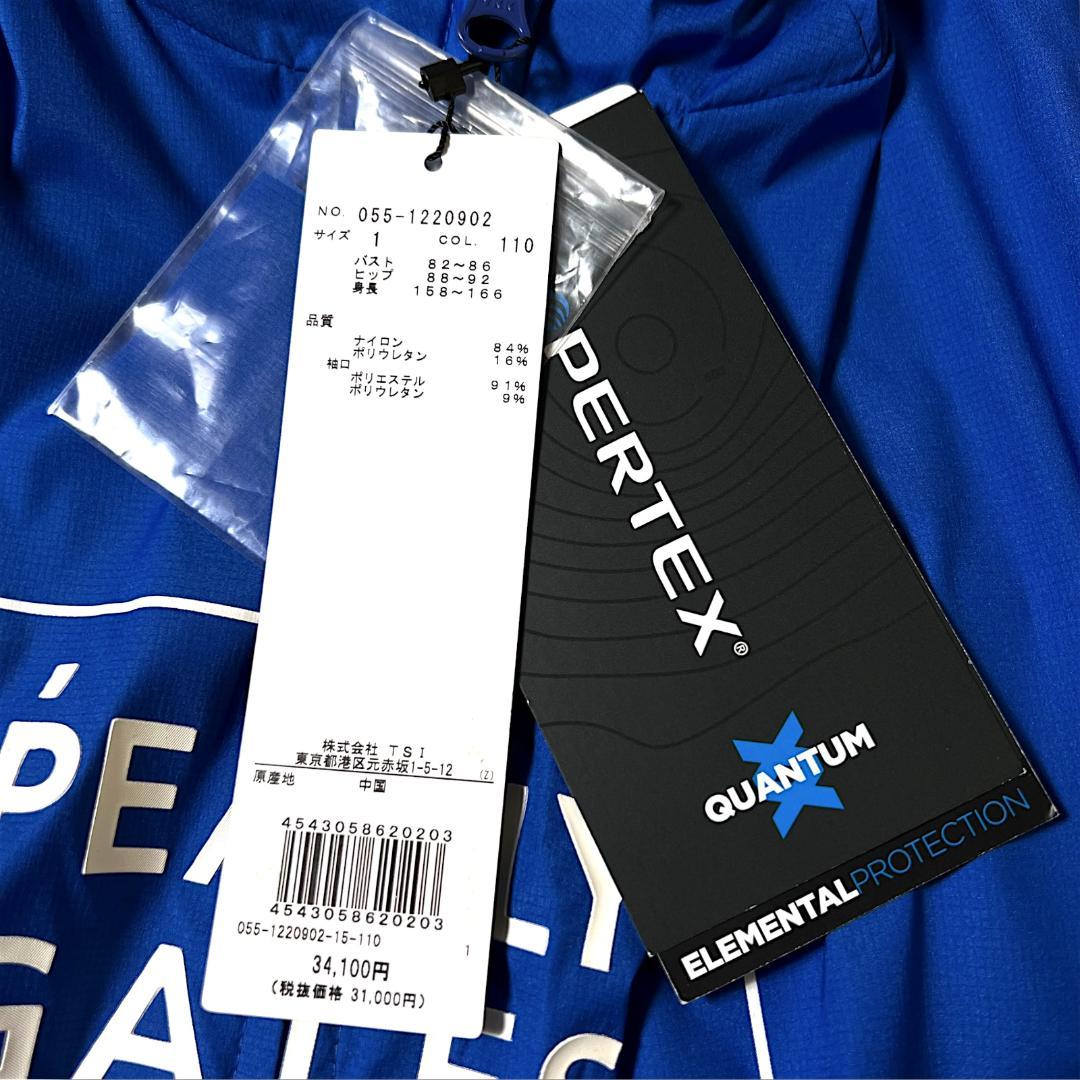 NO. 055-1220902
サイズ 1 COL. 110
バスト 82～86
ヒップ 88～92
身長 158～166
品質
ナイロン 84%
ポリウレタン 16%
袖口
ポリエステル 91%
ポリウレタン 9%
株式会社 TSI
東京都港区元赤坂1-5-12 (Z)
原産地 中国
4543058620203
4543058620203
055-1220902-15-110 1
34,100円
(税抜価格 31,000円)
PERTEX®
X
QUANTUM
ELEMENTAL PROTECTION
PE
GA